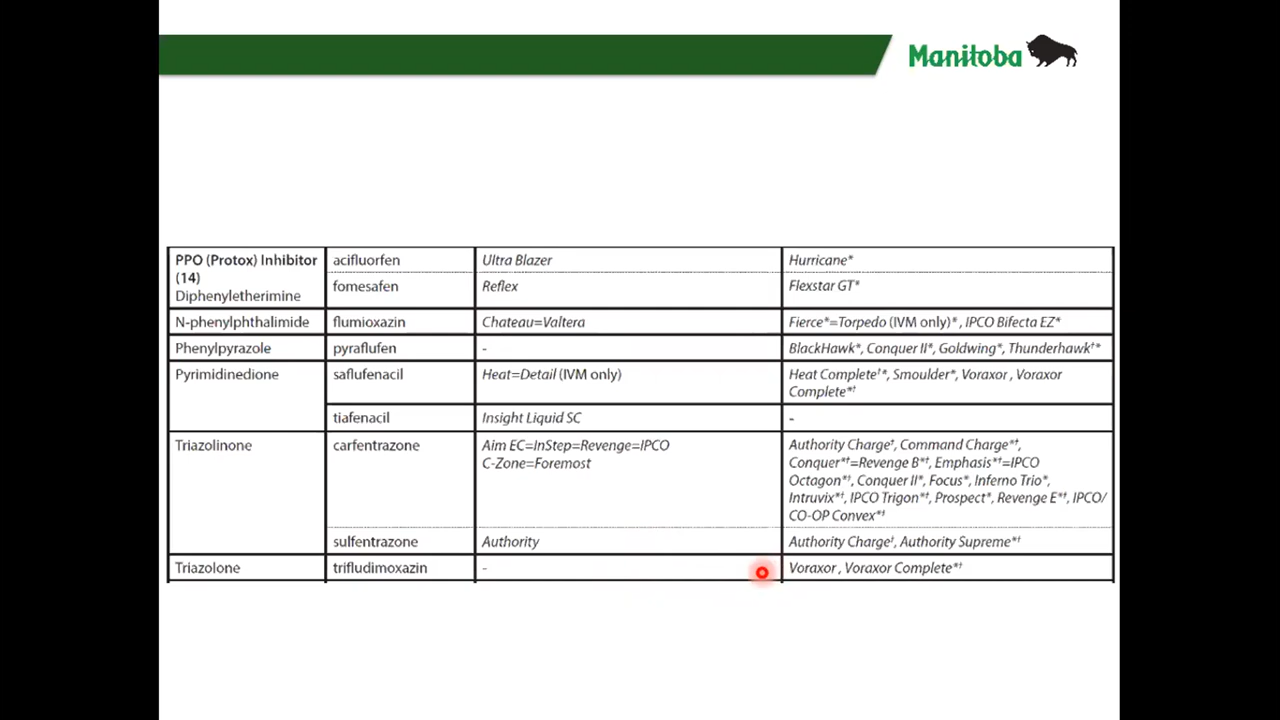 Manitoba
PPO (Protox) Inhibitor
(14)
Diphenyletherimine
acifluorfen
Ultra Blazer
Hurricane*
fomesafen
Reflex
Flexstar GT*
N-phenylphthalimide
flumioxazin
Chateau=Valtera
Fierce*=Torpedo (IVM only)* , IPCO Bifecta EZ*
Phenylpyrazole
pyraflufen
-
BlackHawk*, Conquer II*, Goldwing*, Thunderhawk†*
Pyrimidinedione
saflufenacil
Heat=Detail (IVM only)
Heat Complete†*, Smoulder*, Voraxor , Voraxor
Complete*†
tiafenacil
Insight Liquid SC
-
Triazolinone
carfentrazone
Aim EC=InStep=Revenge=IPCO
C-Zone=Foremost
Authority Charge†, Command Charge*†,
Conquer*†=Revenge B*†, Emphasis*†=IPCO
Octagon*†, Conquer II*, Focus*, Inferno Trio*,
Intruvix*†, IPCO Trigon*†, Prospect*, Revenge E*†, IPCO/
CO-OP Convex*‡
sulfentrazone
Authority
Authority Charge†, Authority Supreme*†
Triazolone
trifludimoxazin
-
Voraxor , Voraxor Complete*†